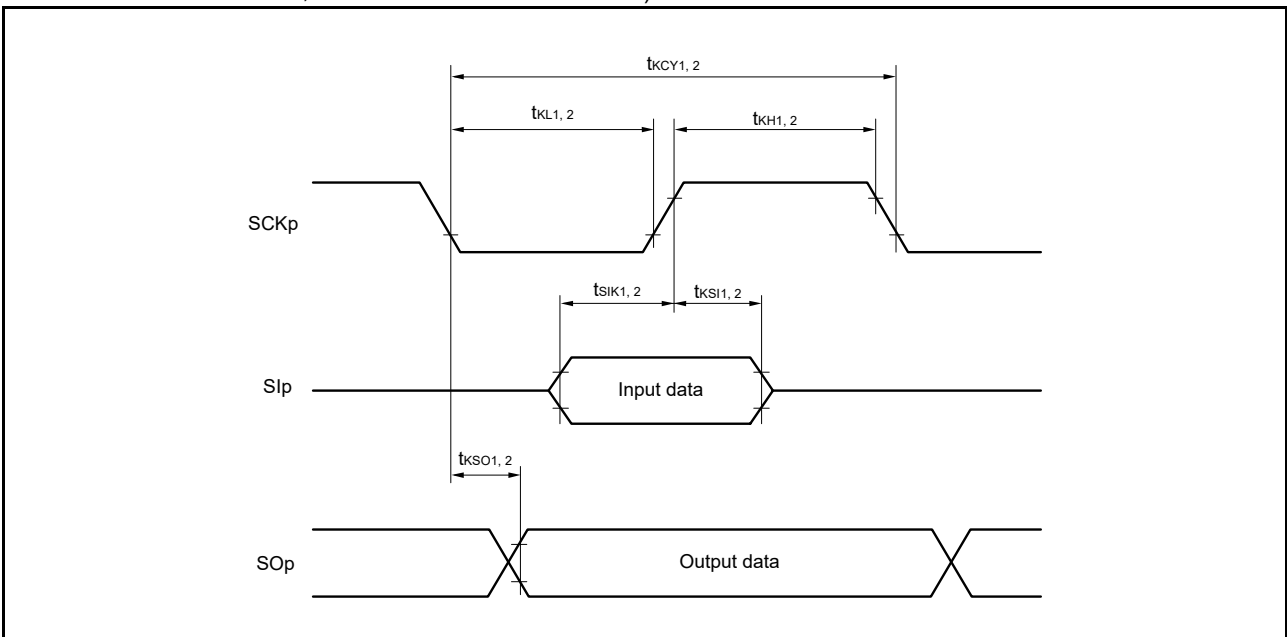 tKCY1, 2
tKL1, 2
tKH1, 2
SCKp
tSIK1, 2
tKSI1, 2
SIp
Input data
tKSO1, 2
SOp
Output data